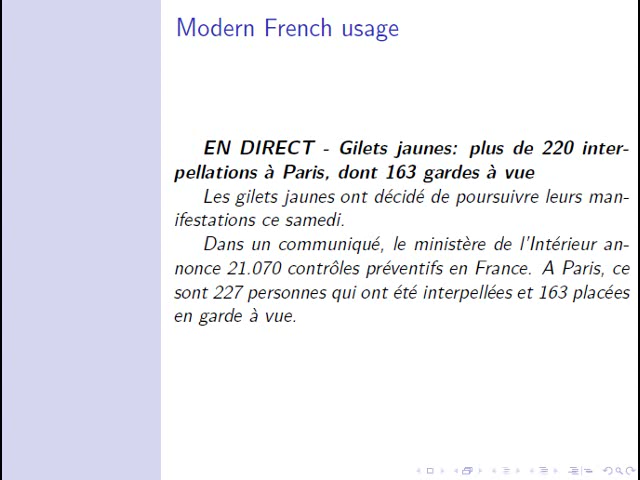 Modern French usage
EN DIRECT - Gilets jaunes: plus de 220 inter-
pellations à Paris, dont 163 gardes à vue
Les gilets jaunes ont décidé de poursuivre leurs man-
ifestations ce samedi.
Dans un communiqué, le ministère de l'Intérieur an-
nonce 21.070 contrôles préventifs en France. A Paris, ce
sont 227 personnes qui ont été interpellées et 163 placées
en garde à vue.